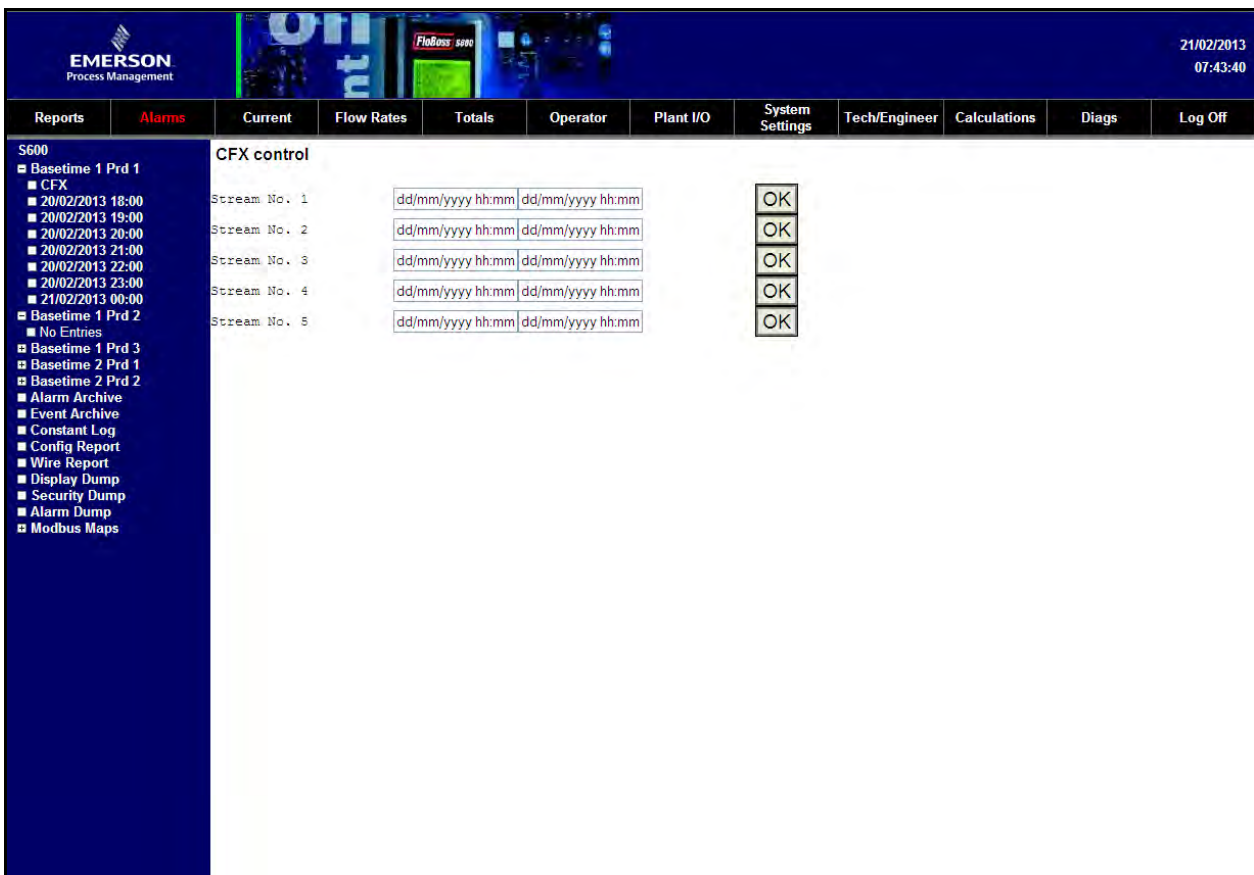 EMERSON
Process Management
FloBoss S600
21/02/2013
07:43:40
Reports Alarms Current Flow Rates Totals Operator Plant I/O System Settings Tech/Engineer Calculations Diags Log Off
S600
Basetime 1 Prd 1
CFX
20/02/2013 18:00
20/02/2013 19:00
20/02/2013 20:00
20/02/2013 21:00
20/02/2013 22:00
20/02/2013 23:00
21/02/2013 00:00
Basetime 1 Prd 2
No Entries
Basetime 1 Prd 3
Basetime 2 Prd 1
Basetime 2 Prd 2
Alarm Archive
Event Archive
Constant Log
Config Report
Wire Report
Display Dump
Security Dump
Alarm Dump
Modbus Maps
CFX control
Stream No. 1 dd/mm/yyyy hh:mm dd/mm/yyyy hh:mm OK
Stream No. 2 dd/mm/yyyy hh:mm dd/mm/yyyy hh:mm OK
Stream No. 3 dd/mm/yyyy hh:mm dd/mm/yyyy hh:mm OK
Stream No. 4 dd/mm/yyyy hh:mm dd/mm/yyyy hh:mm OK
Stream No. 5 dd/mm/yyyy hh:mm dd/mm/yyyy hh:mm OK